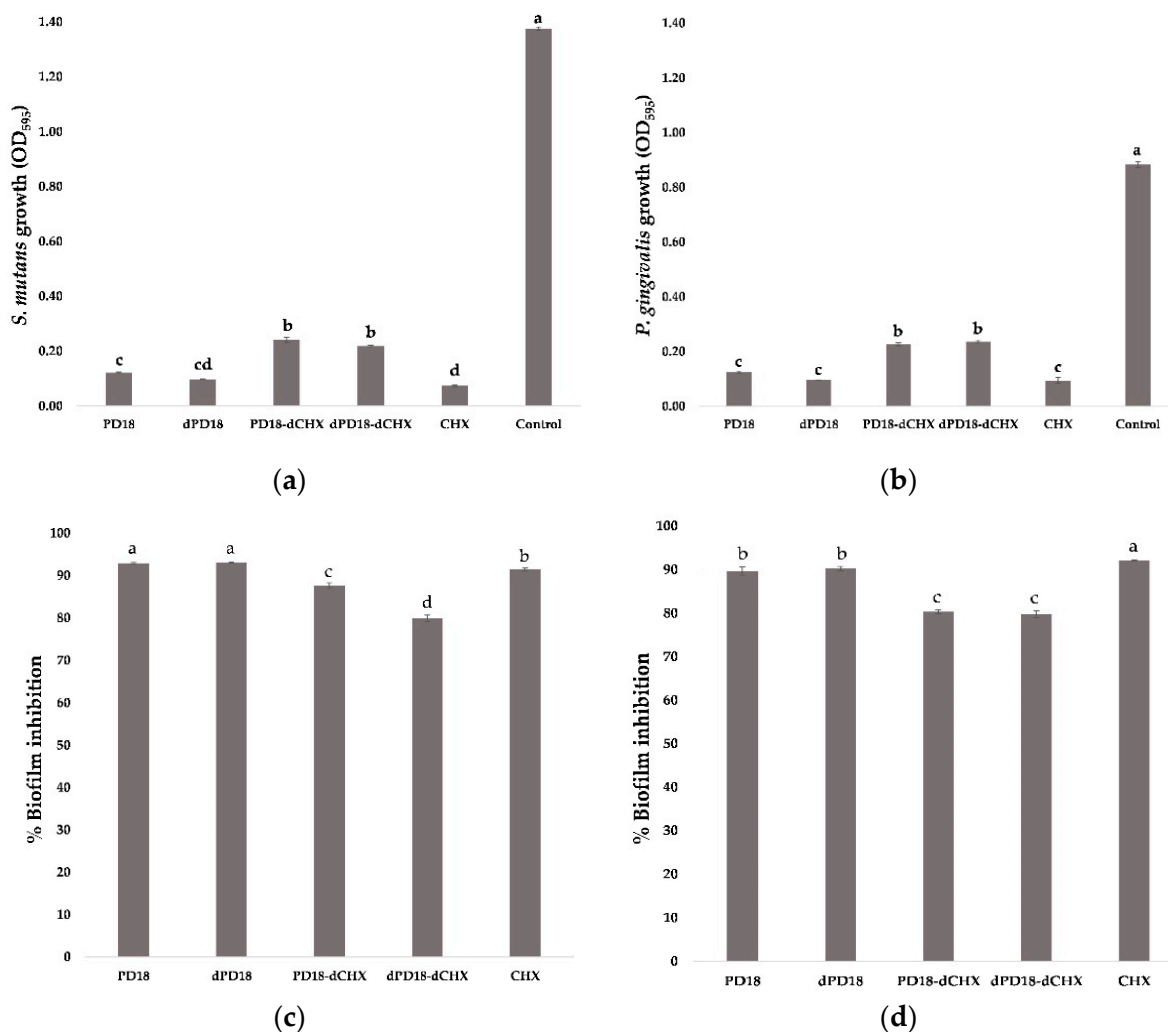 S. mutans growth (OD595)
1.40
1.20
1.00
0.80
0.60
0.40
0.20
0.00
c
cd
b
b
d
a
PD18 dPD18 PD18-dCHX dPD18-dCHX CHX Control
(a)
P. gingivalis growth (OD595)
1.40
1.20
1.00
0.80
0.60
0.40
0.20
0.00
c
c
b
b
c
a
PD18 dPD18 PD18-dCHX dPD18-dCHX CHX Control
(b)
% Biofilm inhibition
100
90
80
70
60
50
40
30
20
10
0
a
a
c
d
b
PD18 dPD18 PD18-dCHX dPD18-dCHX CHX
(c)
% Biofilm inhibition
100
90
80
70
60
50
40
30
20
10
0
b
b
c
c
a
PD18 dPD18 PD18-dCHX dPD18-dCHX CHX
(d)